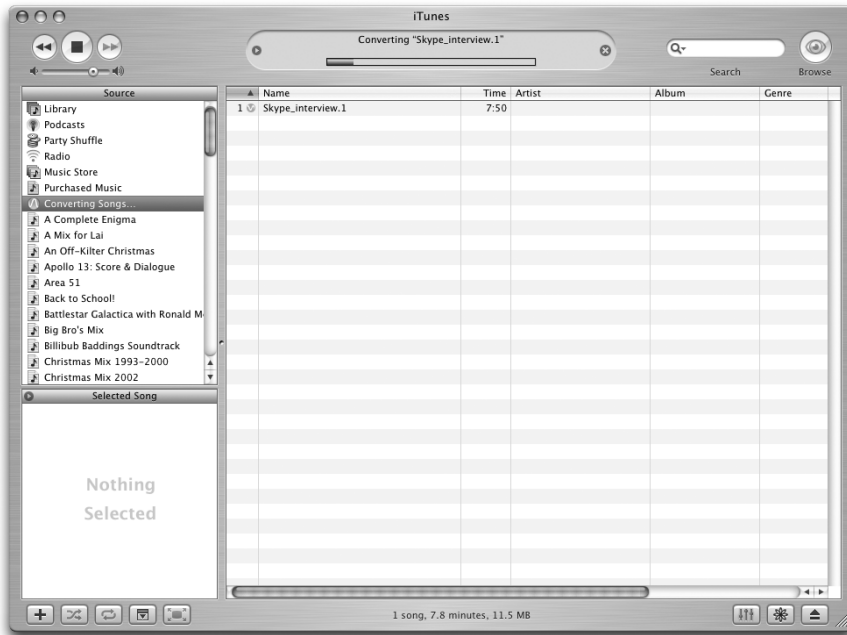 iTunes
Converting “Skype_interview.1”
Search
Browse
Source
Library
Podcasts
Party Shuffle
Radio
Music Store
Purchased Music
Converting Songs...
A Complete Enigma
A Mix for Lai
An Off-Kilter Christmas
Apollo 13: Score & Dialogue
Area 51
Back to School!
Battlestar Galactica with Ronald M
Big Bro's Mix
Billibub Baddings Soundtrack
Christmas Mix 1993-2000
Christmas Mix 2002
Selected Song
Nothing
Selected
Name Time Artist Album Genre
1 Skype_interview.1 7:50
1 song, 7.8 minutes, 11.5 MB